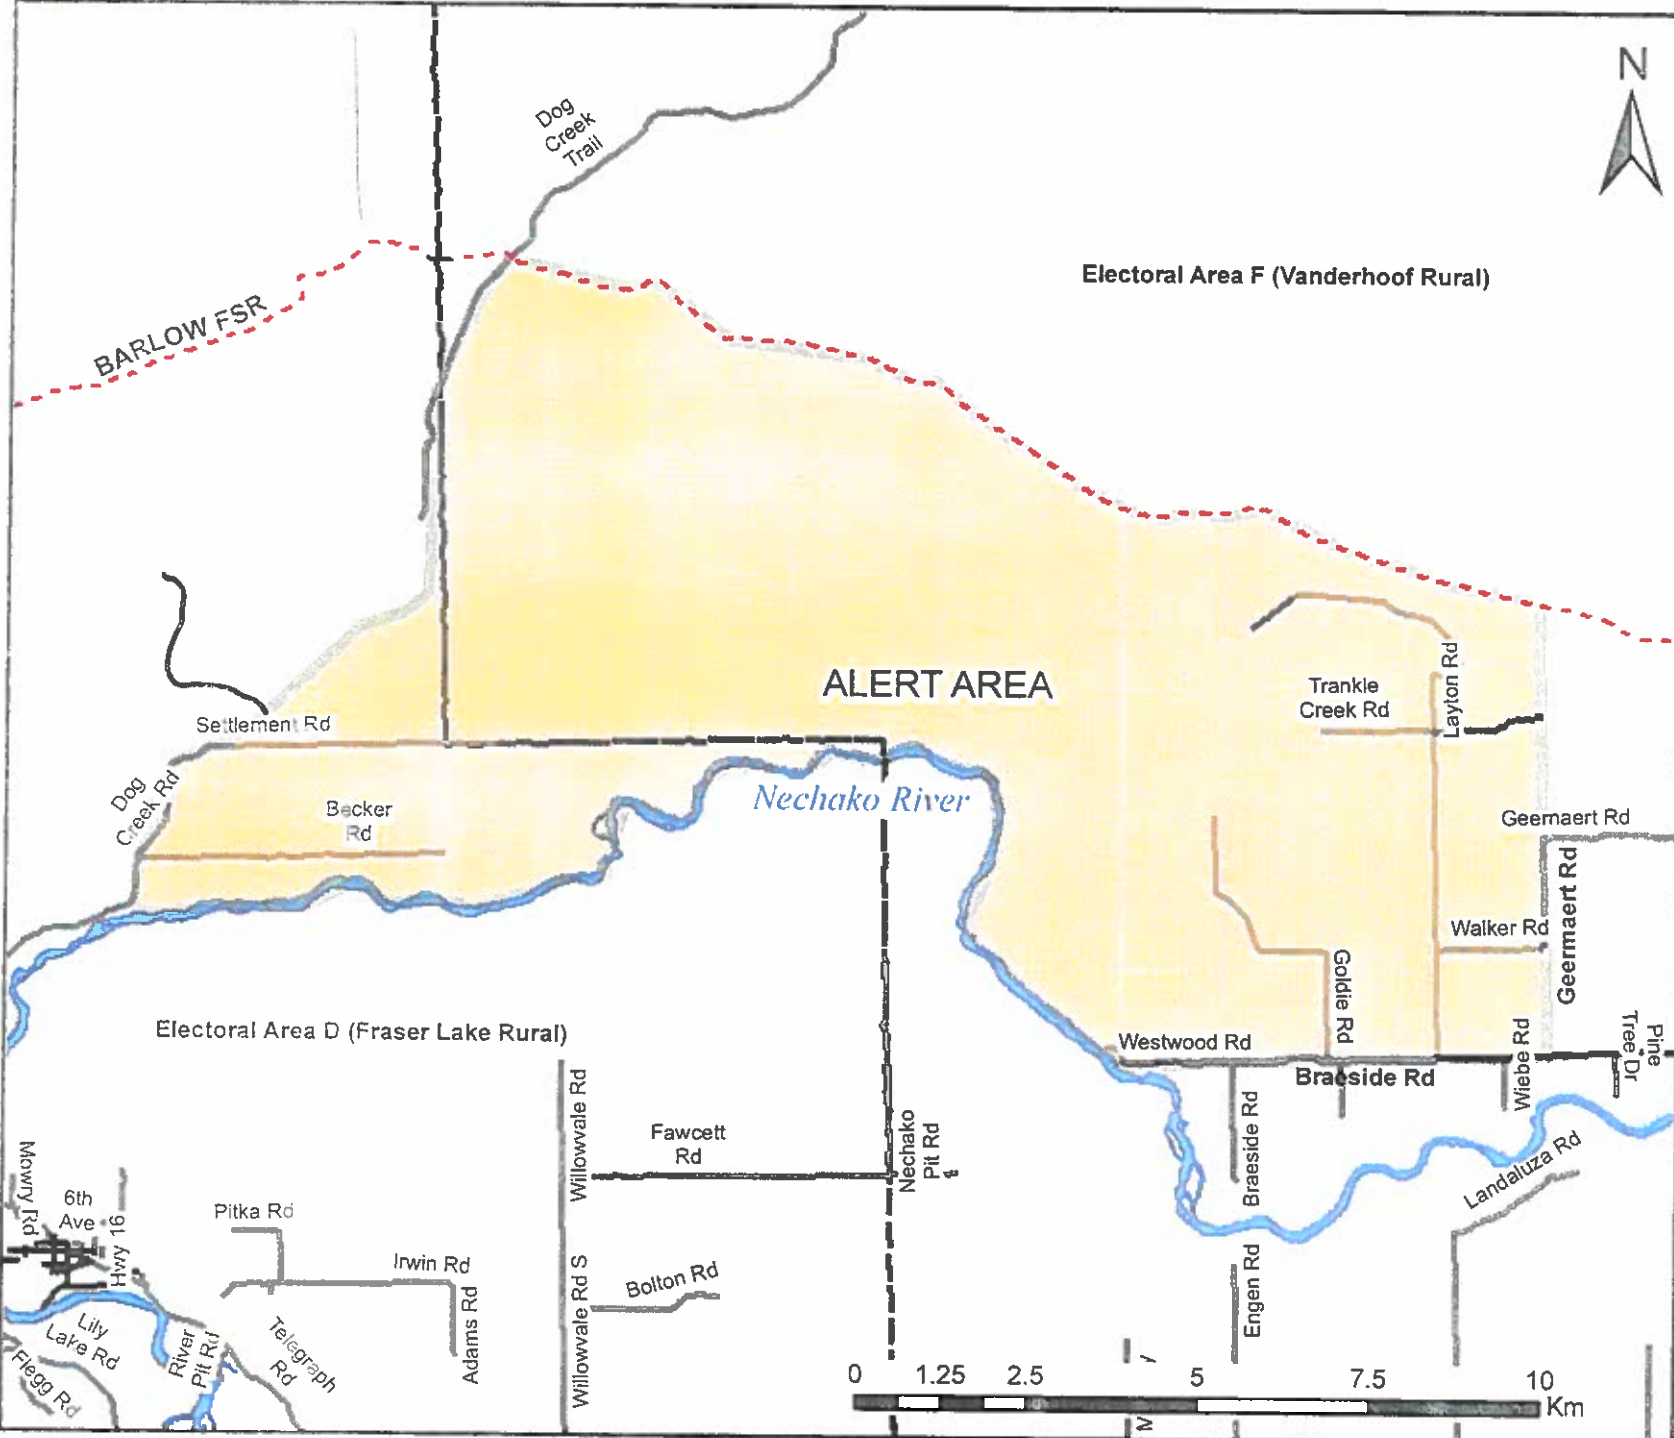 N
Dog
Creek
Trail
Electoral Area F (Vanderhoof Rural)
BARLOW FSR
ALERT AREA
Trankle
Creek Rd
Layton Rd
Settlement Rd
Dog
Creek Rd
Becker
Rd
Nechako River
Geernaert Rd
Geermaert Rd
Walker Rd
Goldie Rd
Electoral Area D (Fraser Lake Rural)
Westwood Rd
Braeside Rd
Wiebe Rd
Pine
Tree Dr
Willowvale Rd
Fawcett
Rd
Nechako
Pit Rd
Braeside Rd
Landaluza Rd
Mowry Rd
6th
Ave
Hwy 16
Pitka Rd
Irwin Rd
Adams Rd
Willowvale Rd S
Bolton Rd
Engen Rd
Lily
Lake Rd
River
Pit Rd
Telegraph
Rd
Flegg Rd
0 1.25 2.5 5 7.5 10
Km